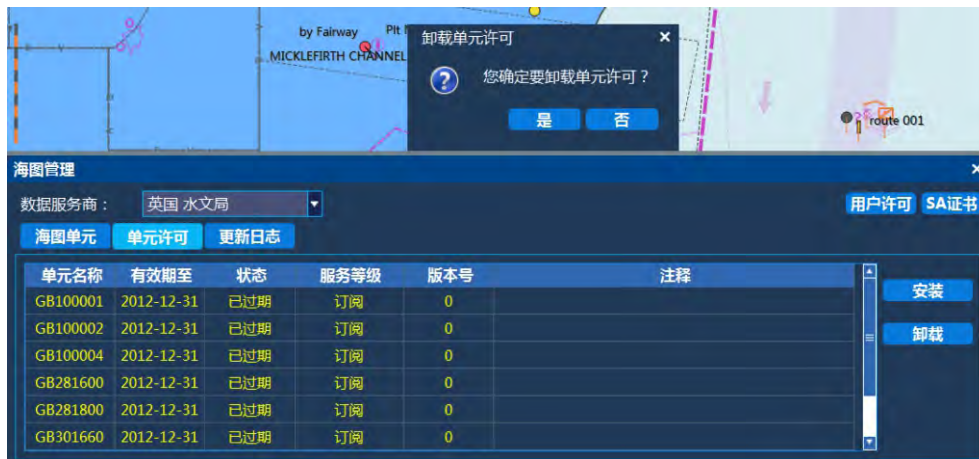 by Fairway
MICKLEFIRTH CHANNEL
卸载单元许可
您确定要卸载单元许可？
是 否
route 001
海图管理
数据服务商： 英国 水文局
用户许可 SA证书
海图单元 单元许可 更新日志
单元名称 有效期至 状态 服务等级 版本号 注释
GB100001 2012-12-31 已过期 订阅 0
GB100002 2012-12-31 已过期 订阅 0
GB100004 2012-12-31 已过期 订阅 0
GB281600 2012-12-31 已过期 订阅 0
GB281800 2012-12-31 已过期 订阅 0
GB301660 2012-12-31 已过期 订阅 0
安装
卸载